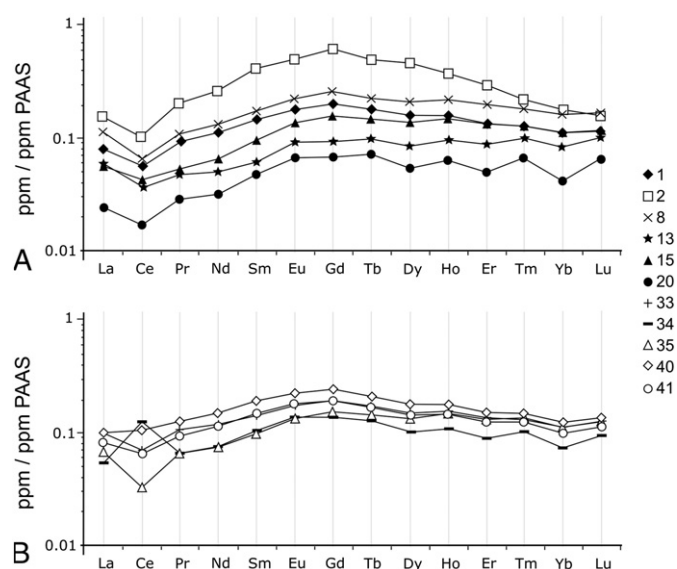 1
ppm / ppm PAAS
0.1
0.01
A
La Ce Pr Nd Sm Eu Gd Tb Dy Ho Er Tm Yb Lu
1
ppm / ppm PAAS
0.1
0.01
B
La Ce Pr Nd Sm Eu Gd Tb Dy Ho Er Tm Yb Lu
1
2
8
13
15
20
33
34
35
40
41